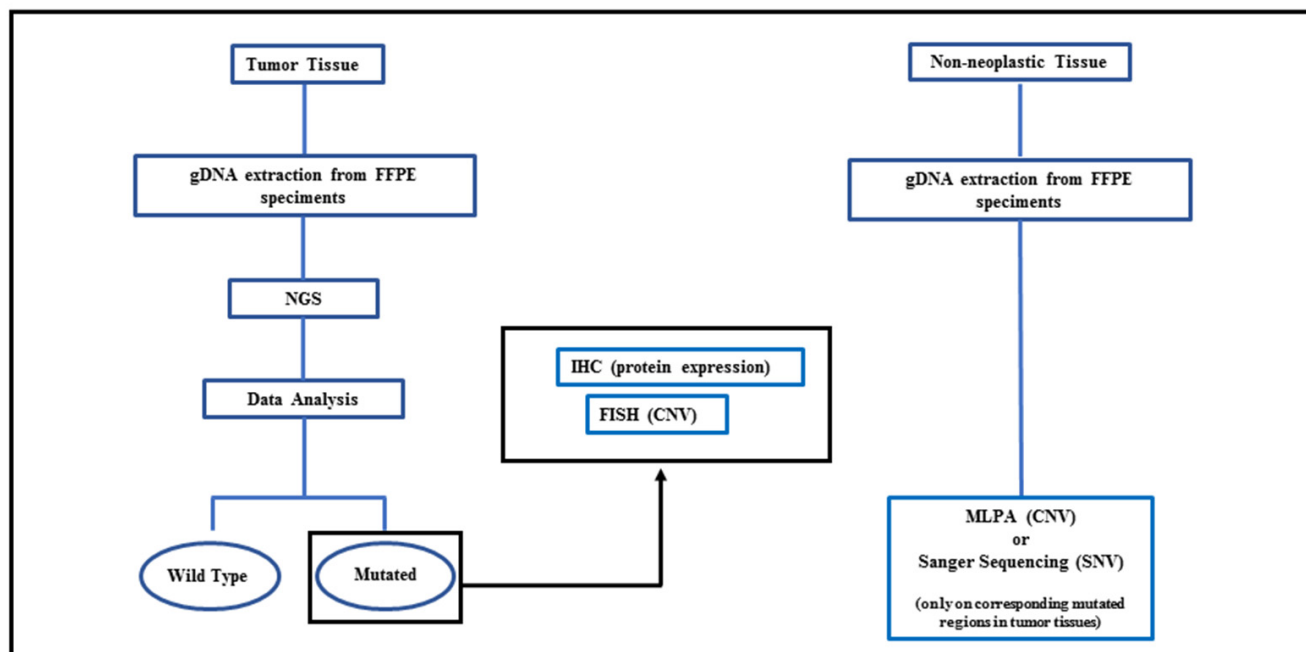 Tumor Tissue
gDNA extraction from FFPE
speciments
NGS
Data Analysis
Wild Type
Mutated
IHC (protein expression)
FISH (CNV)
Non-neoplastic Tissue
gDNA extraction from FFPE
speciments
MLPA (CNV)
or
Sanger Sequencing (SNV)
(only on corresponding mutated
regions in tumor tissues)